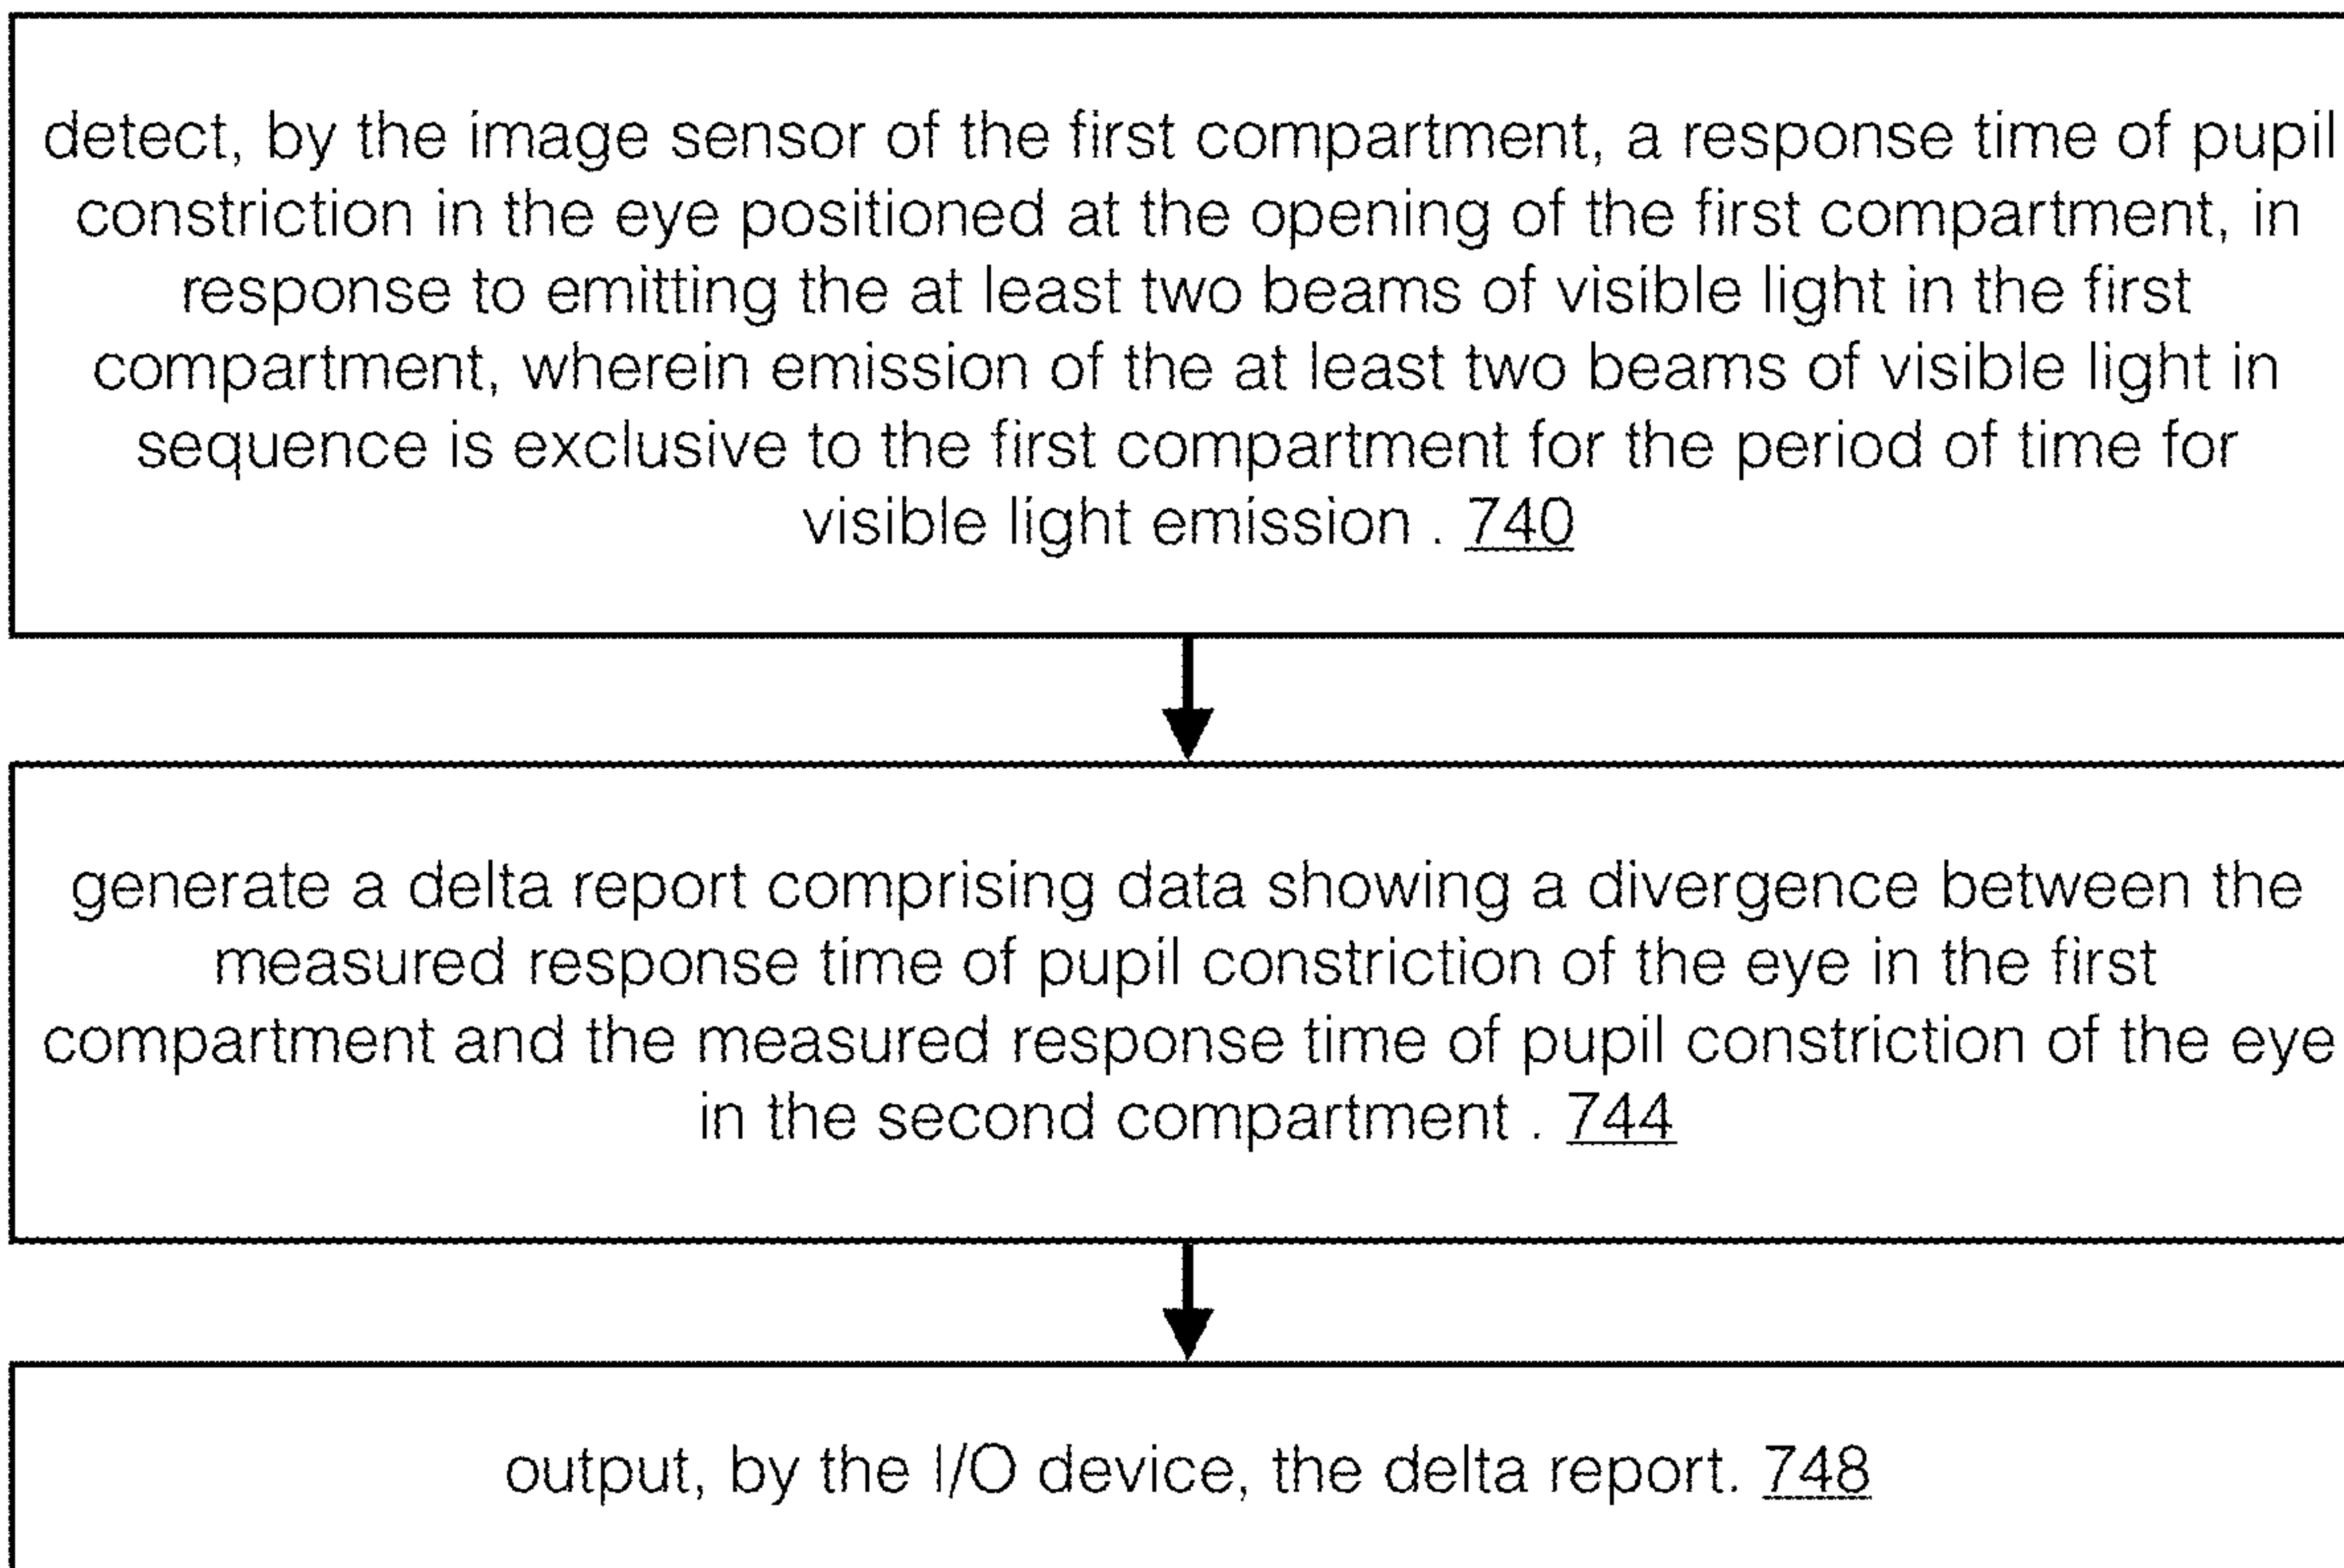 detect, by the image sensor of the first compartment, a response time of pupil
constriction in the eye positioned at the opening of the first compartment, in
response to emitting the at least two beams of visible light in the first
compartment, wherein emission of the at least two beams of visible light in
sequence is exclusive to the first compartment for the period of time for
visible light emission . 740
generate a delta report comprising data showing a divergence between the
measured response time of pupil constriction of the eye in the first
compartment and the measured response time of pupil constriction of the eye
in the second compartment . 744
output, by the I/O device, the delta report. 748